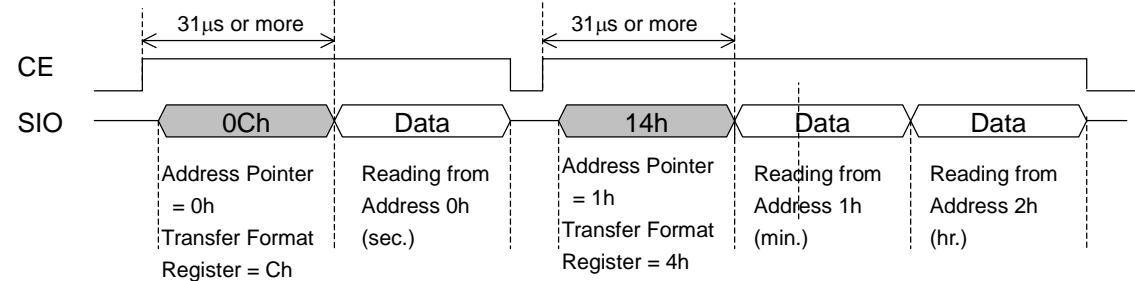 31μs or more
31μs or more
CE
SIO
0Ch
Data
14h
Data
Data
Address Pointer
= 0h
Transfer Format
Register = Ch
Reading from
Address 0h
(sec.)
Address Pointer
= 1h
Transfer Format
Register = 4h
Reading from
Address 1h
(min.)
Reading from
Address 2h
(hr.)